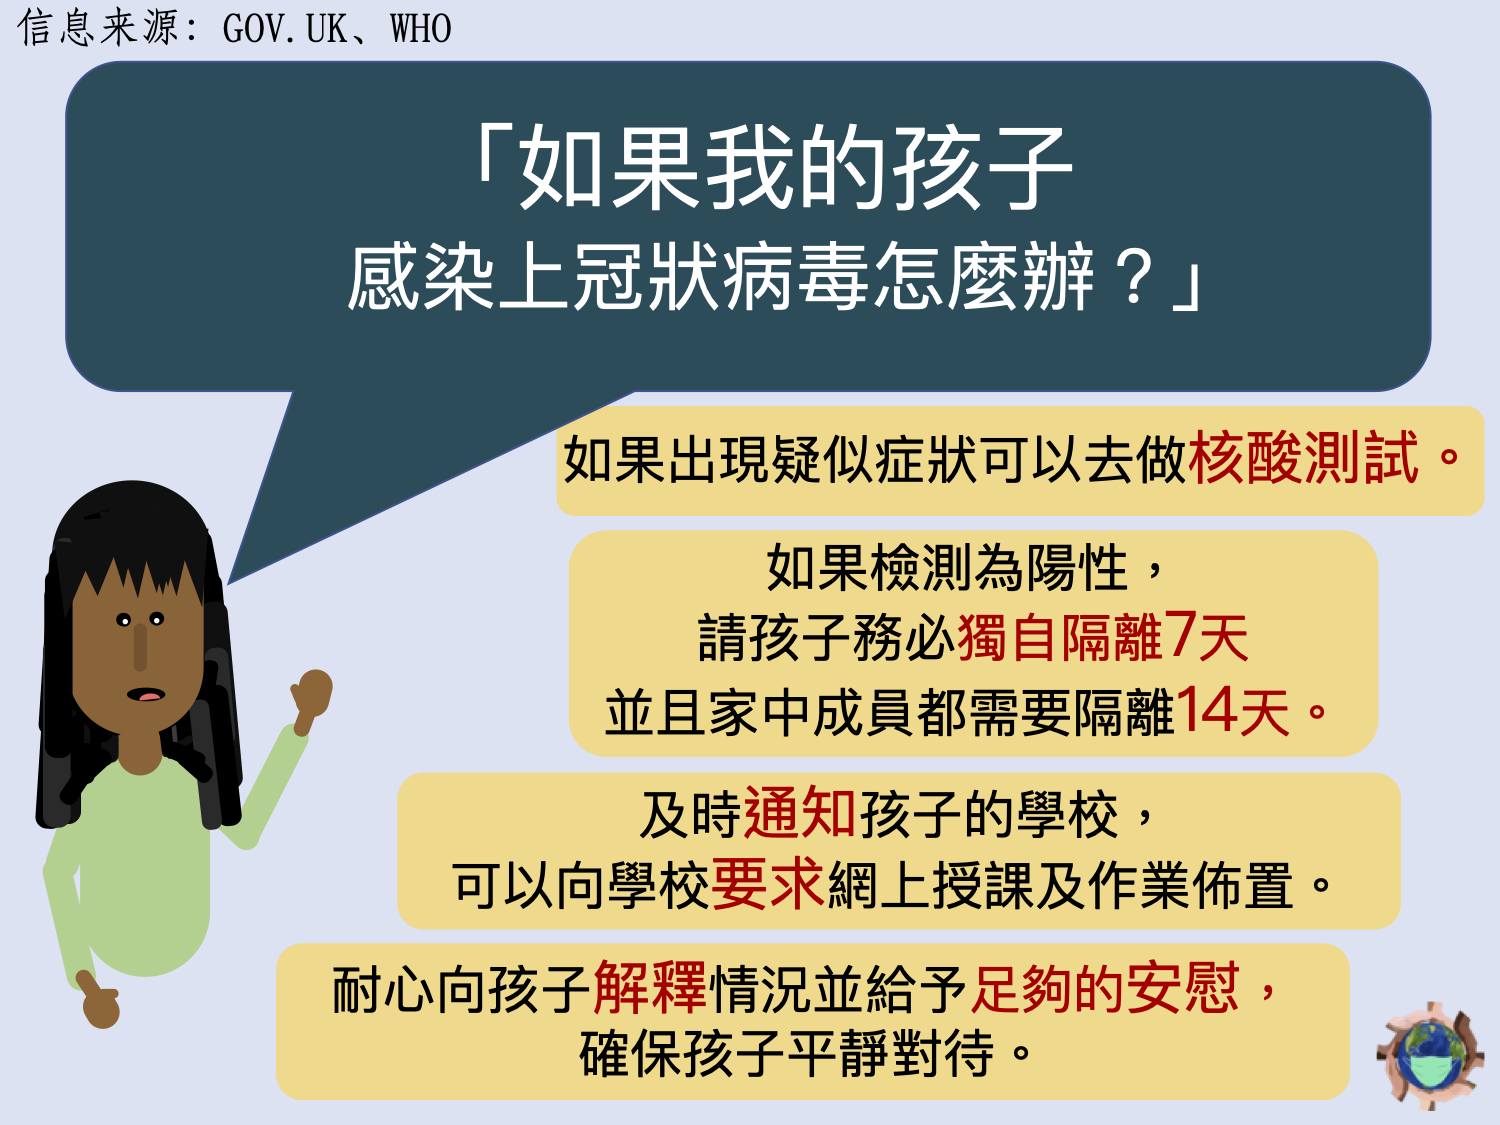 信息来源: GOV.UK、WHO
「如果我的孩子
感染上冠狀病毒怎麼辦？」
如果出現疑似症狀可以去做核酸測試。
如果檢測為陽性，
請孩子務必獨自隔離7天
並且家中成員都需要隔離14天。
及時通知孩子的學校，
可以向學校要求網上授課及作業佈置。
耐心向孩子解釋情況並給予足夠的安慰，
確保孩子平靜對待。